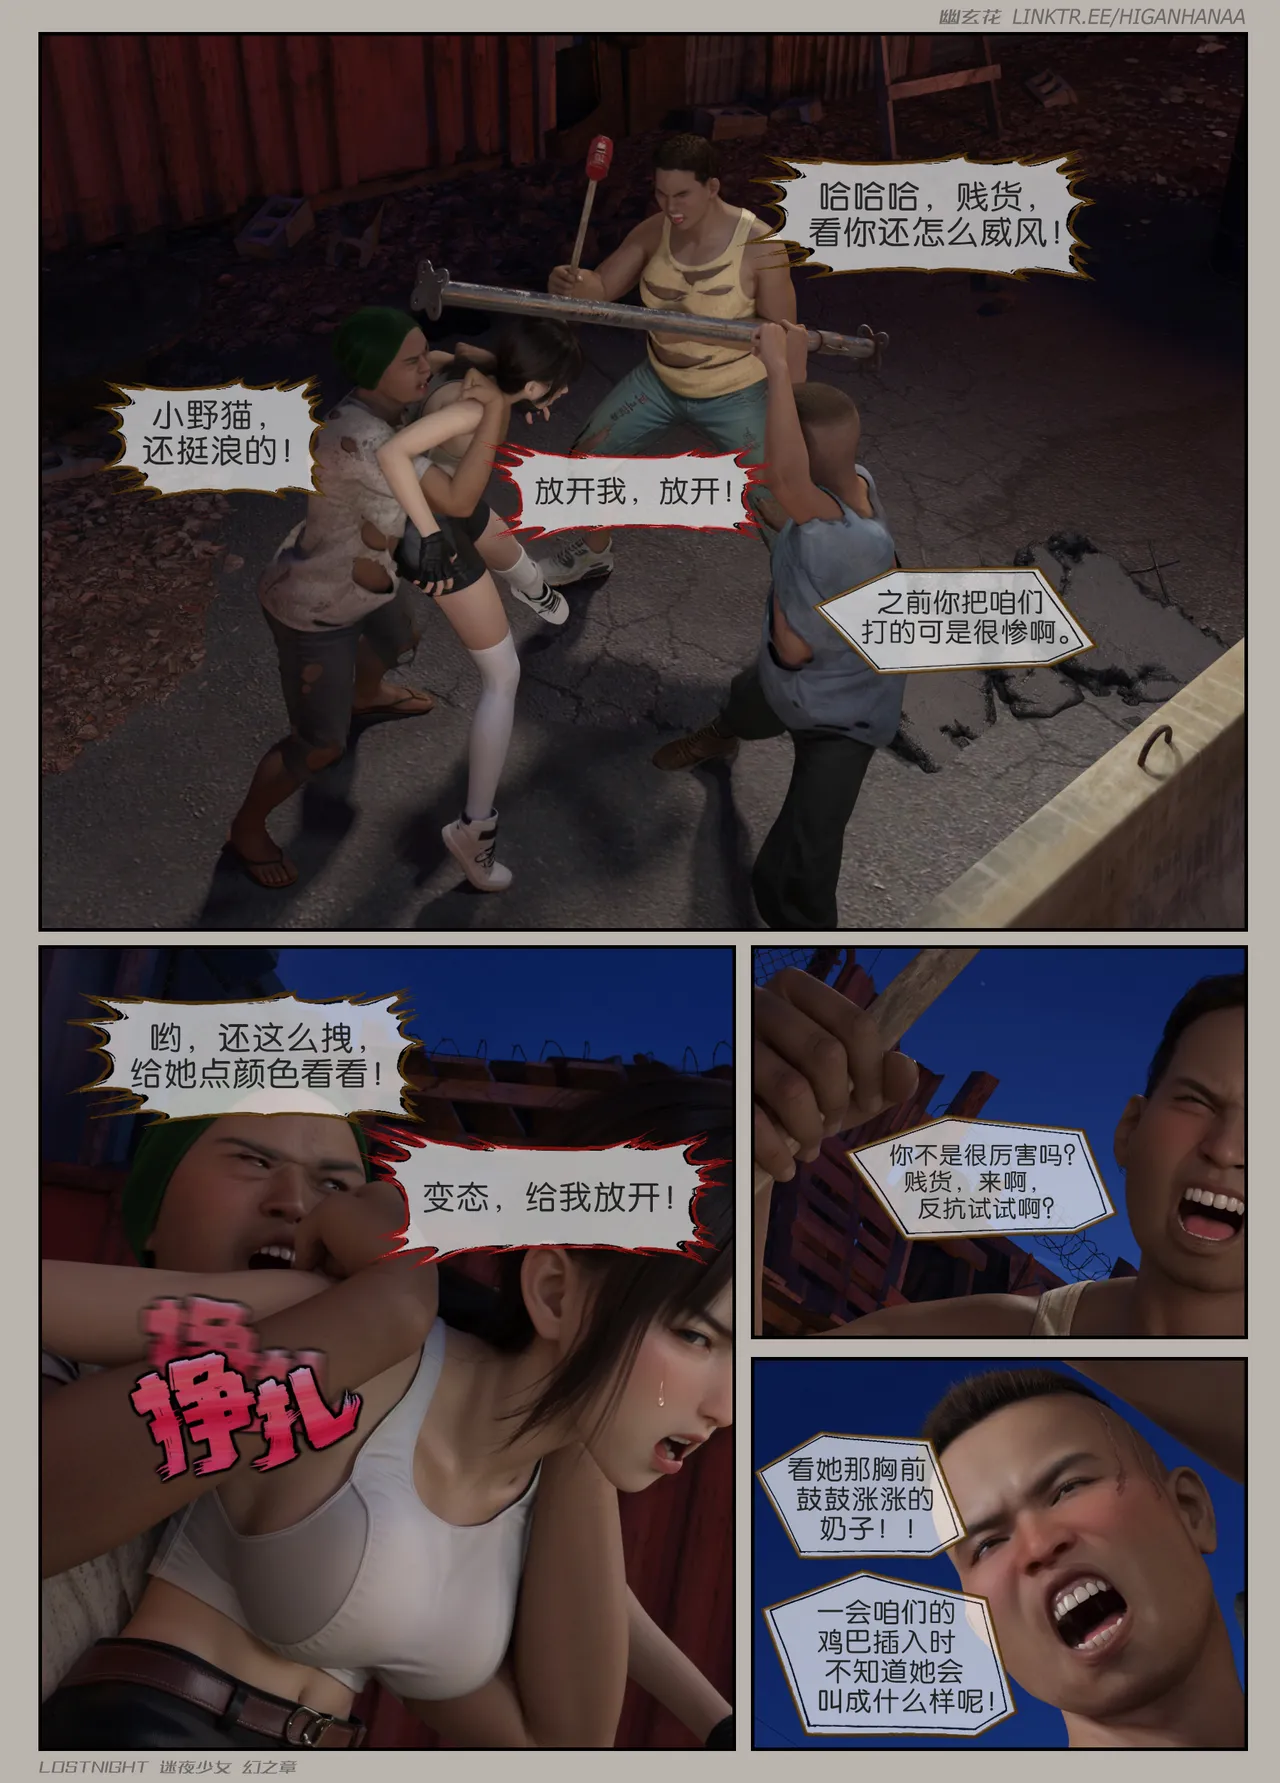 幽玄花 LINKTR.EE/HIGANHANAA
哈哈哈，贱货，
看你还怎么威风！
小野猫，
还挺浪的！
放开我，放开！
之前你把咱们
打的可是很惨啊。
哟，还这么拽，
给她点颜色看看！
变态，给我放开！
挣扎
你不是很厉害吗？
贱货，来啊，
反抗试试啊？
看她那胸前
鼓鼓涨涨的
奶子！！
一会咱们的
鸡巴插入时
不知道她会
叫成什么样呢！
LOSTNIGHT 迷夜少女 幻之章